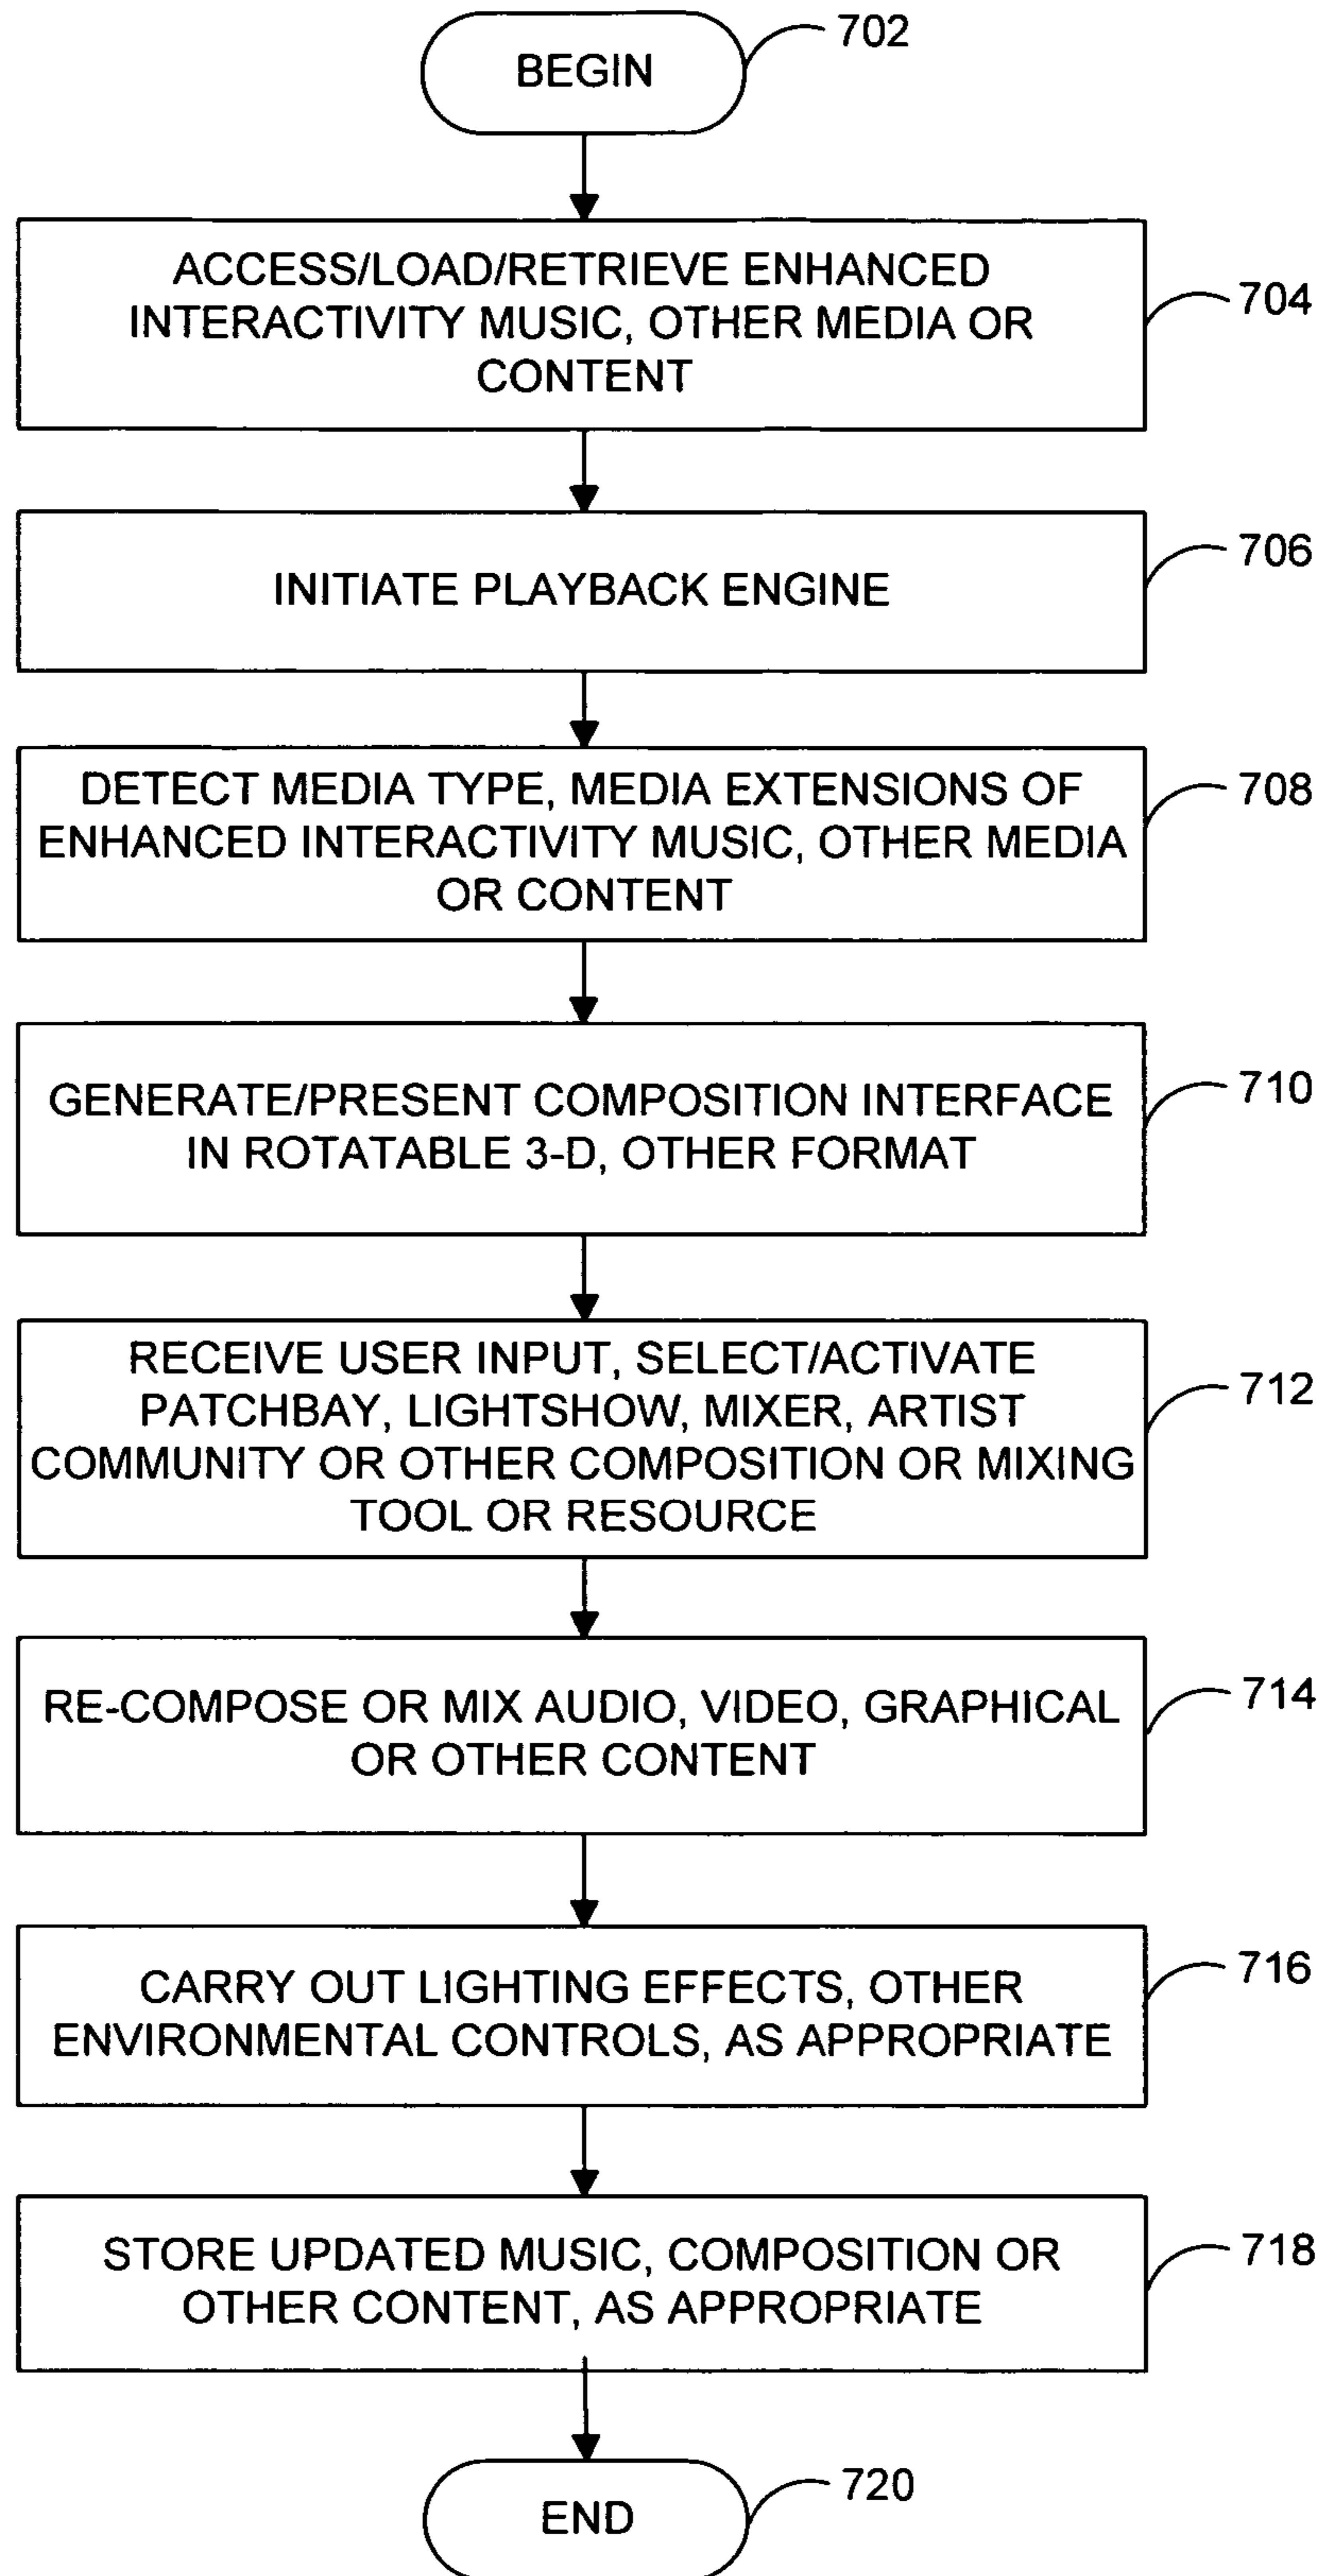 BEGIN
702
ACCESS/LOAD/RETRIEVE ENHANCED
INTERACTIVITY MUSIC, OTHER MEDIA OR
CONTENT
704
INITIATE PLAYBACK ENGINE
706
DETECT MEDIA TYPE, MEDIA EXTENSIONS OF
ENHANCED INTERACTIVITY MUSIC, OTHER MEDIA
OR CONTENT
708
GENERATE/PRESENT COMPOSITION INTERFACE
IN ROTATABLE 3-D, OTHER FORMAT
710
RECEIVE USER INPUT, SELECT/ACTIVATE
PATCHBAY, LIGHTSHOW, MIXER, ARTIST
COMMUNITY OR OTHER COMPOSITION OR MIXING
TOOL OR RESOURCE
712
RE-COMPOSE OR MIX AUDIO, VIDEO, GRAPHICAL
OR OTHER CONTENT
714
CARRY OUT LIGHTING EFFECTS, OTHER
ENVIRONMENTAL CONTROLS, AS APPROPRIATE
716
STORE UPDATED MUSIC, COMPOSITION OR
OTHER CONTENT, AS APPROPRIATE
718
END
720